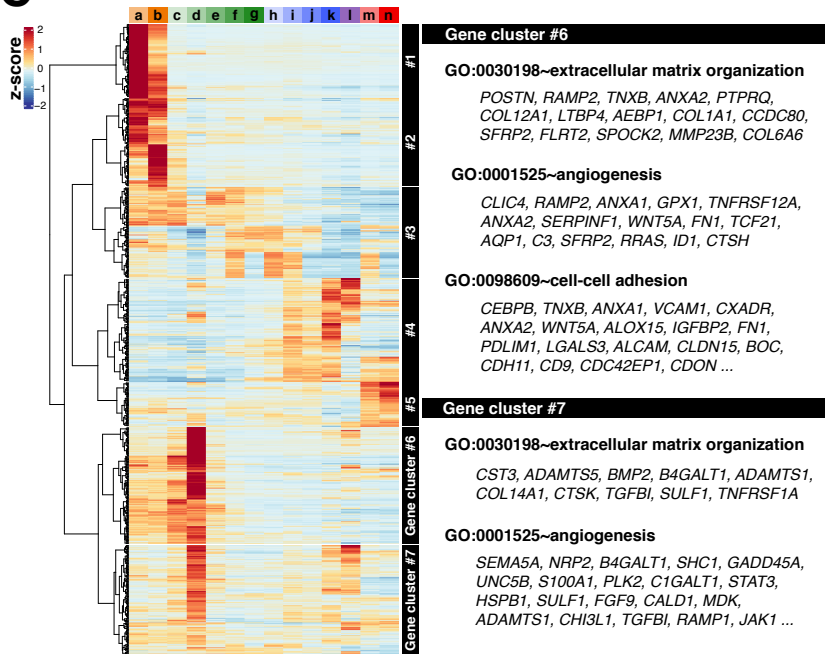 a b c d e f g h i j k l m n
z-score
2
1
0
−1
−2
#1
#2
#3
#4
#5
Gene cluster #6
Gene cluster #7
Gene cluster #6
GO:0030198~extracellular matrix organization
POSTN, RAMP2, TNXB, ANXA2, PTPRQ,
COL12A1, LTBP4, AEBP1, COL1A1, CCDC80,
SFRP2, FLRT2, SPOCK2, MMP23B, COL6A6
GO:0001525~angiogenesis
CLIC4, RAMP2, ANXA1, GPX1, TNFRSF12A,
ANXA2, SERPINF1, WNT5A, FN1, TCF21,
AQP1, C3, SFRP2, RRAS, ID1, CTSH
GO:0098609~cell-cell adhesion
CEBPB, TNXB, ANXA1, VCAM1, CXADR,
ANXA2, WNT5A, ALOX15, IGFBP2, FN1,
PDLIM1, LGALS3, ALCAM, CLDN15, BOC,
CDH11, CD9, CDC42EP1, CDON ...
Gene cluster #7
GO:0030198~extracellular matrix organization
CST3, ADAMTS5, BMP2, B4GALT1, ADAMTS1,
COL14A1, CTSK, TGFBI, SULF1, TNFRSF1A
GO:0001525~angiogenesis
SEMA5A, NRP2, B4GALT1, SHC1, GADD45A,
UNC5B, S100A1, PLK2, C1GALT1, STAT3,
HSPB1, SULF1, FGF9, CALD1, MDK,
ADAMTS1, CHI3L1, TGFBI, RAMP1, JAK1 ...